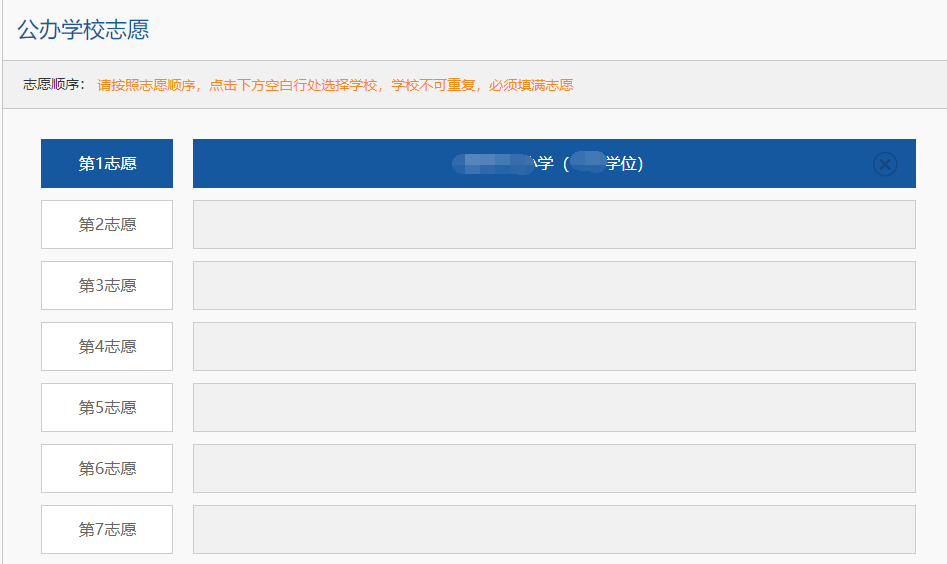 公办学校志愿
志愿顺序： 请按照志愿顺序，点击下方空白行处选择学校，学校不可重复，必须填满志愿
第1志愿 小学（ 学位）
第2志愿
第3志愿
第4志愿
第5志愿
第6志愿
第7志愿